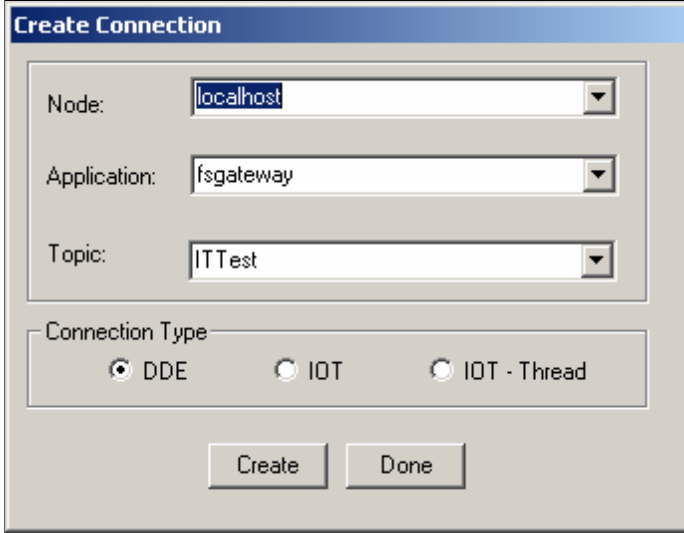 Create Connection
Node: localhost
Application: fsgateway
Topic: ITTest
Connection Type
DDE IOT IOT - Thread
Create Done